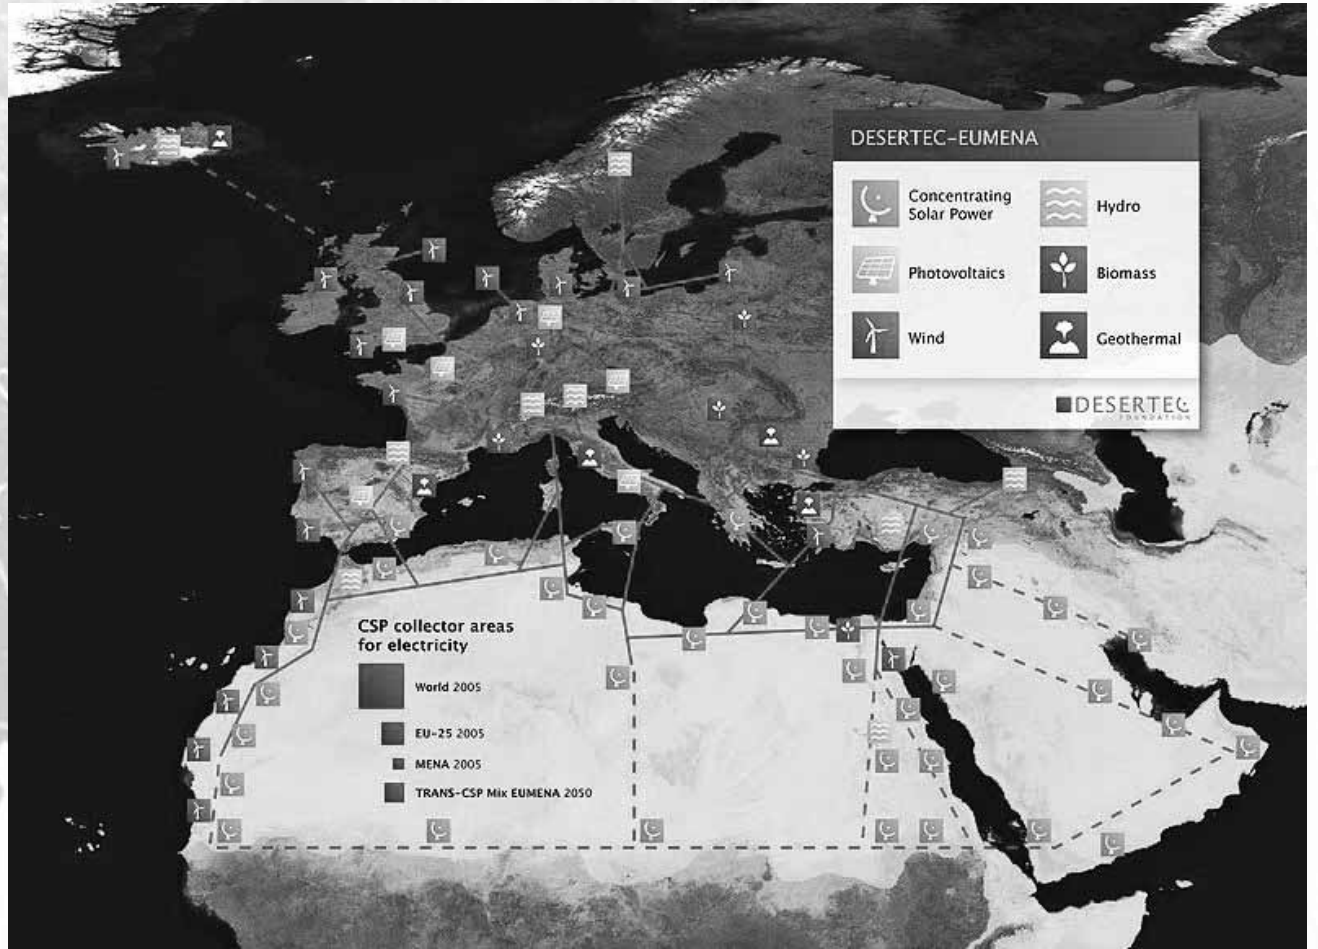 DESERTEC–EUMENA
Concentrating
Solar Power
Hydro
Photovoltaics
Biomass
Wind
Geothermal
DESERTEC
FOUNDATION
CSP collector areas
for electricity
World 2005
EU-25 2005
MENA 2005
TRANS-CSP Mix EUMENA 2050